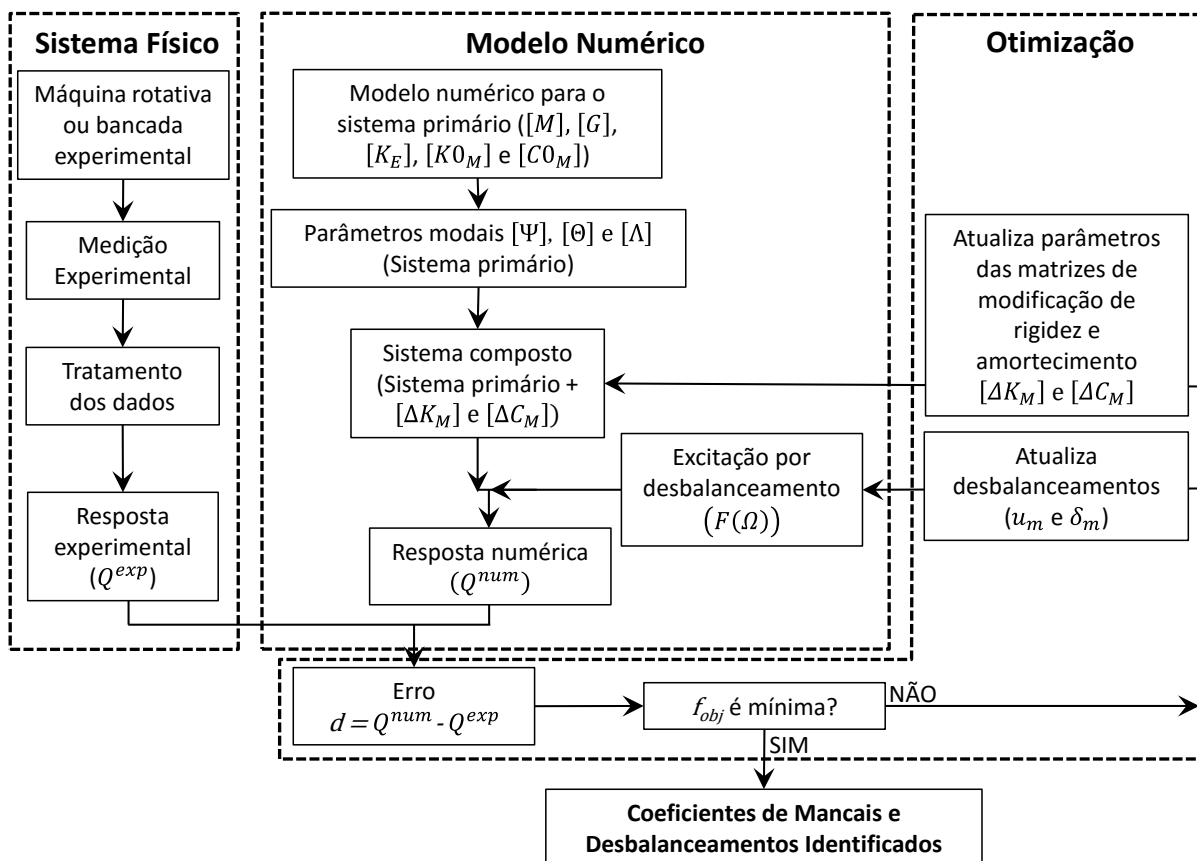 Sistema Físico
Máquina rotativa
ou bancada
experimental
Medição
Experimental
Tratamento
dos dados
Resposta
experimental
(Q^{exp})
Modelo Numérico
Modelo numérico para o
sistema primário ([M], [G],
[K_E], [K0_M] e [C0_M])
Parâmetros modais [Ψ], [Θ] e [Λ]
(Sistema primário)
Sistema composto
(Sistema primário +
[ΔK_M] e [ΔC_M])
Excitação por
desbalanceamento
(F(Ω))
Resposta numérica
(Q^{num})
Otimização
Atualiza parâmetros
das matrizes de
modificação de
rigidez e
amortecimento
[ΔK_M] e [ΔC_M]
Atualiza
desbalanceamentos
(u_m e δ_m)
Erro
d = Q^{num} - Q^{exp}
f_{obj} é mínima?
NÃO
SIM
Coeficientes de Mancais e
Desbalanceamentos Identificados